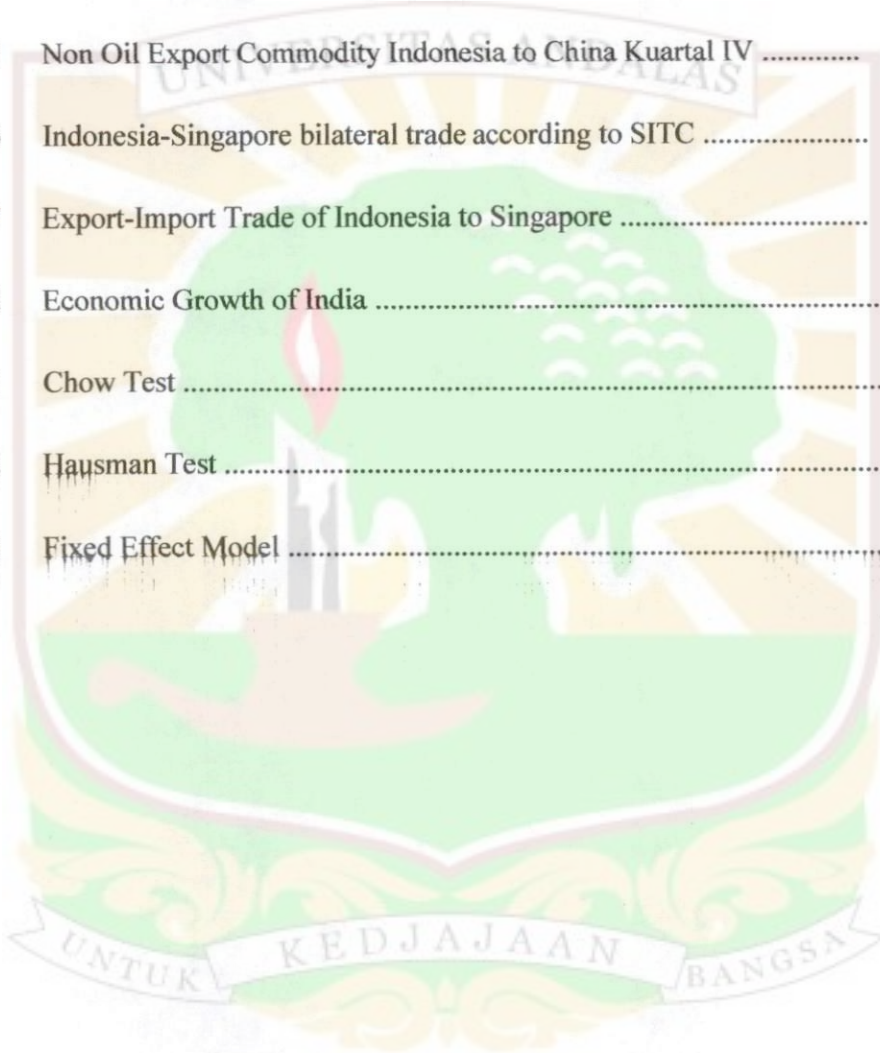 Non Oil Export Commodity Indonesia to China Kuartal IV .............
UNIVERSITAS ANDALAS
Indonesia-Singapore bilateral trade according to SITC ......................
Export-Import Trade of Indonesia to Singapore .................................
Economic Growth of India ....................................................................
Chow Test .............................................................................................
Hausman Test ........................................................................................
Fixed Effect Model ................................................................................
UNTUK KEDJAJAAN BANGSA